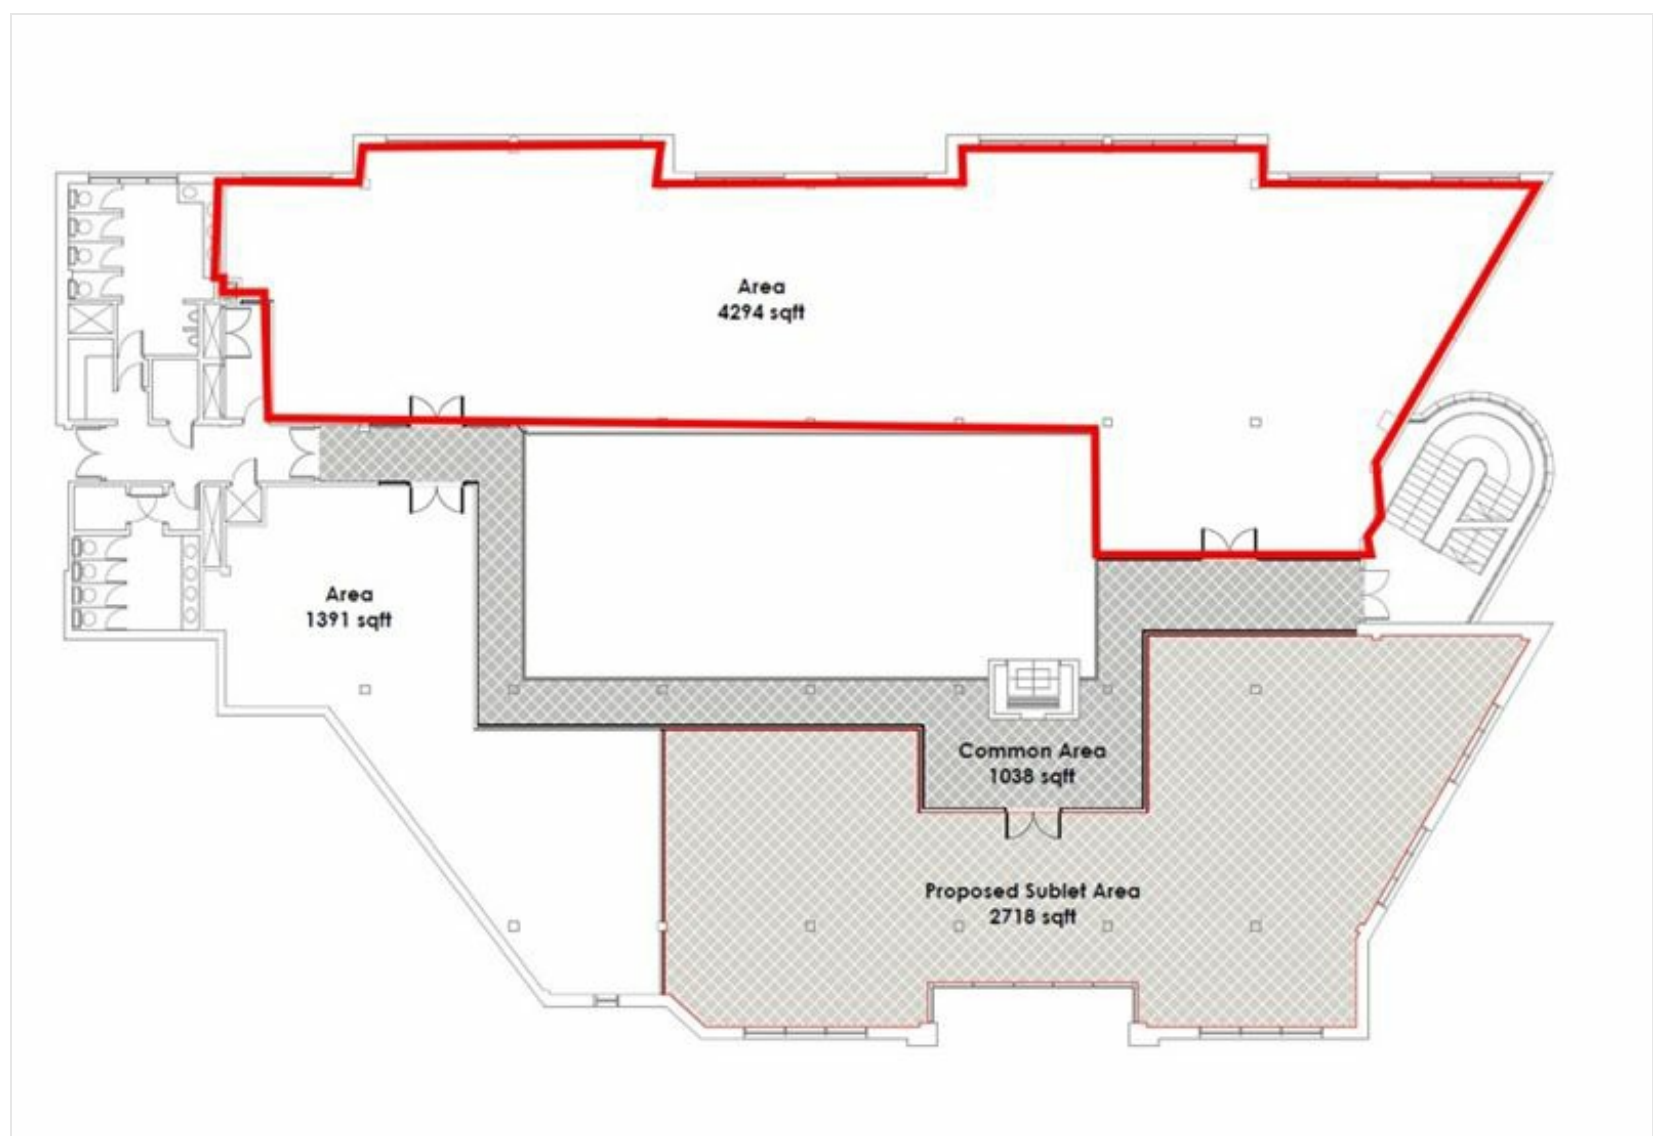 Area
4294 sqft
Area
1391 sqft
Common Area
1038 sqft
Proposed Sublet Area
2718 sqft